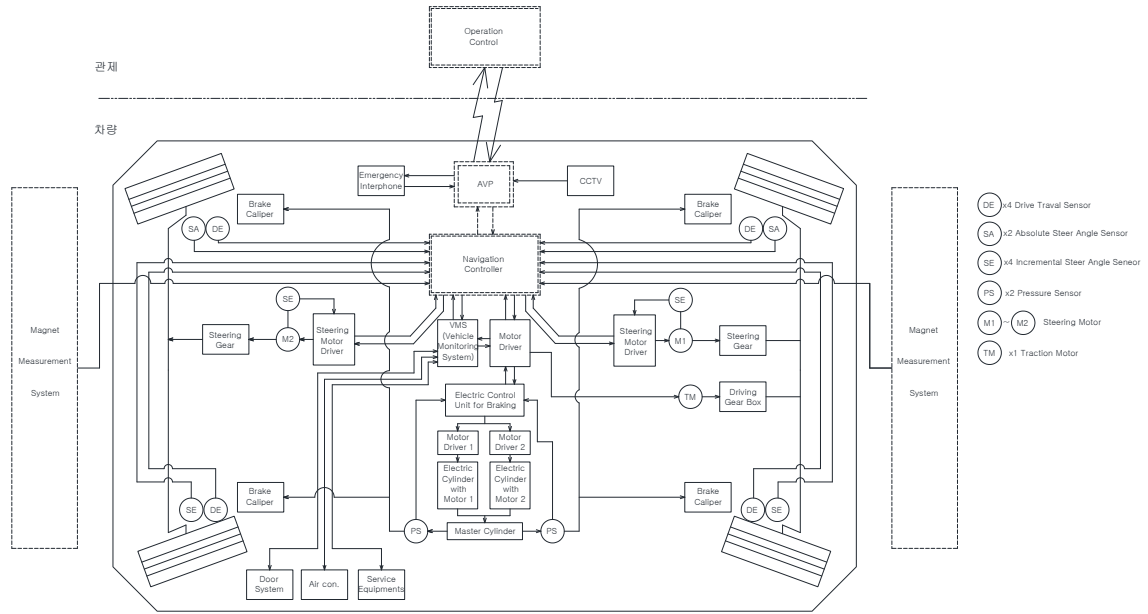 Operation
Control
관제
차량
Emergency
Interphone
AVP
CCTV
Brake
Caliper
Brake
Caliper
SA
DE
DE
SA
Navigation
Controller
DE x4 Drive Traval Sensor
SA x2 Absolute Steer Angle Sensor
SE x4 Incremental Steer Angle Seneor
PS x2 Pressure Sensor
M1 ~ M2 Steering Motor
TM x1 Traction Motor
Magnet
Measurement
System
Magnet
Measurement
System
SE
SE
Steering
Gear
M2
Steering
Motor
Driver
VMS
(Vehicle
Monitoring
System)
Motor
Driver
Steering
Motor
Driver
M1
Steering
Gear
Electric Control
Unit for Braking
TM
Driving
Gear Box
Motor
Driver 1
Motor
Driver 2
Electric
Cylinder
with
Motor 1
Electric
Cylinder
with
Motor 2
Brake
Caliper
Brake
Caliper
SE
DE
DE
SE
PS
Master Cylinder
PS
Door
System
Air con.
Service
Equipments